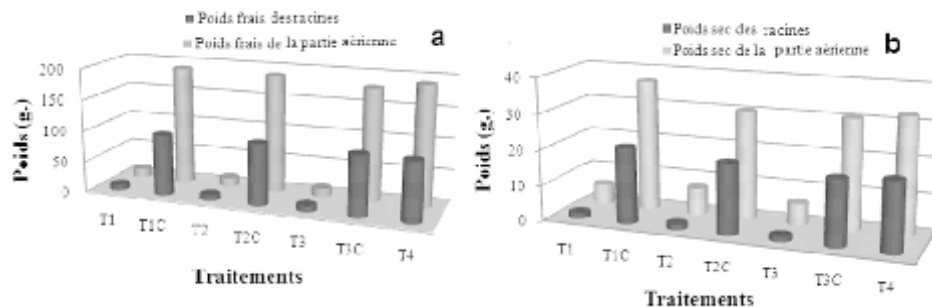 Poids frais des racines
Poids frais de la partie aérienne
a
200
150
100
50
0
Poids (g.)
T1
T1C
T2
T2C
T3
T3C
T4
Traitements
Poids sec des racines
Poids sec de la partie aérienne
b
40
30
20
10
0
Poids (g.)
T1
T1C
T2
T2C
T3
T3C
T4
Traitements